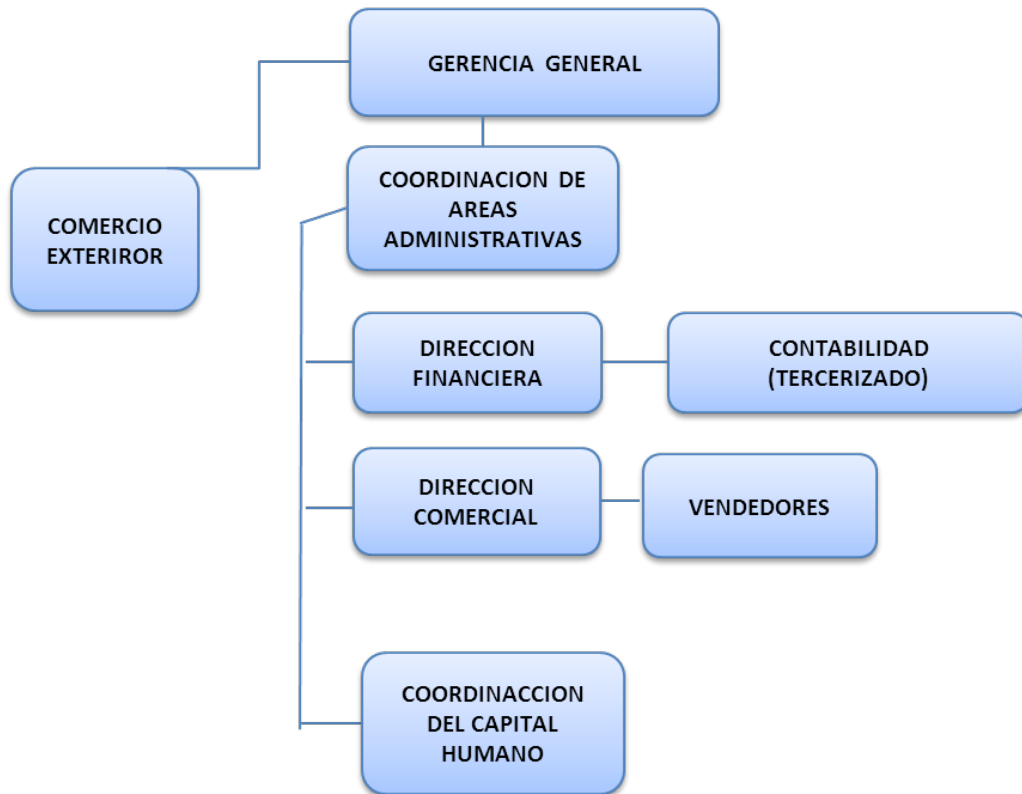 GERENCIA GENERAL
COORDINACION DE
AREAS
ADMINISTRATIVAS
COMERCIO
EXTERIROR
DIRECCION
FINANCIERA
CONTABILIDAD
(TERCERIZADO)
DIRECCION
COMERCIAL
VENDEDORES
COORDINACCION
DEL CAPITAL
HUMANO